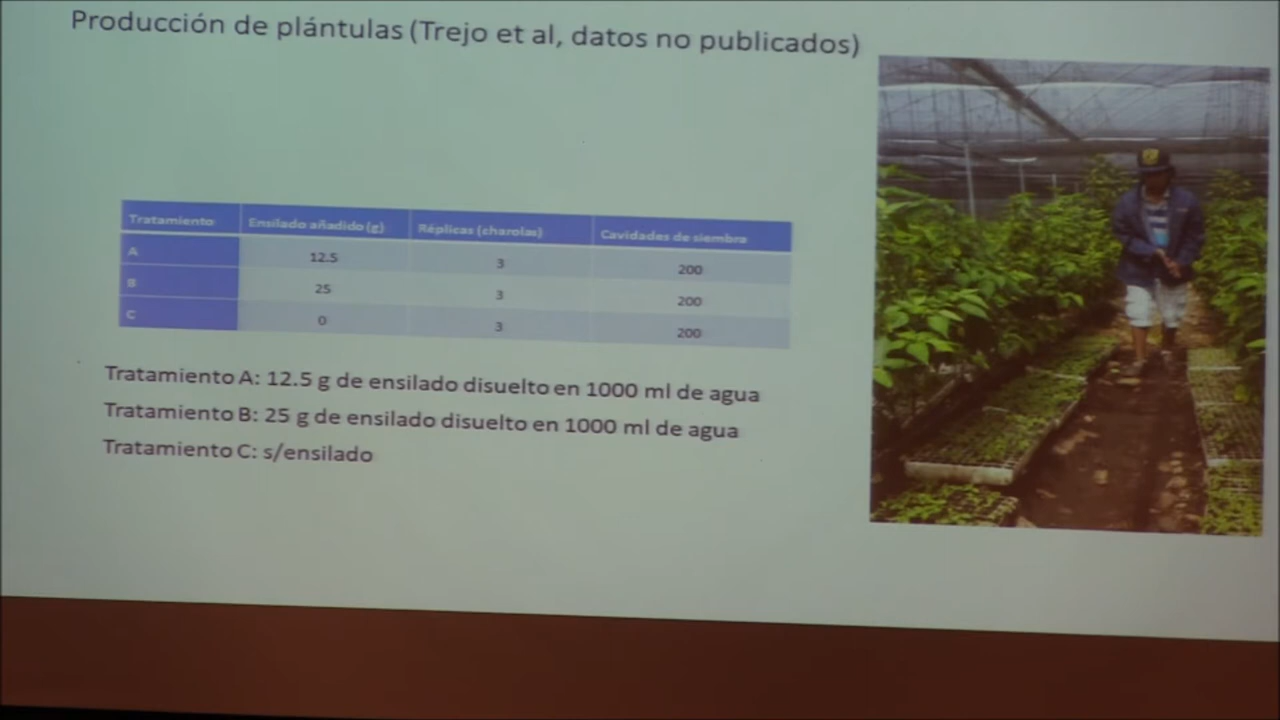 Producción de plántulas (Trejo et al, datos no publicados)
Tratamiento Ensilado añadido (g) Réplicas (charolas) Cavidades de siembra
A 12.5 3 200
B 25 3 200
C 0 3 200
Tratamiento A: 12.5 g de ensilado disuelto en 1000 ml de agua
Tratamiento B: 25 g de ensilado disuelto en 1000 ml de agua
Tratamiento C: s/ensilado